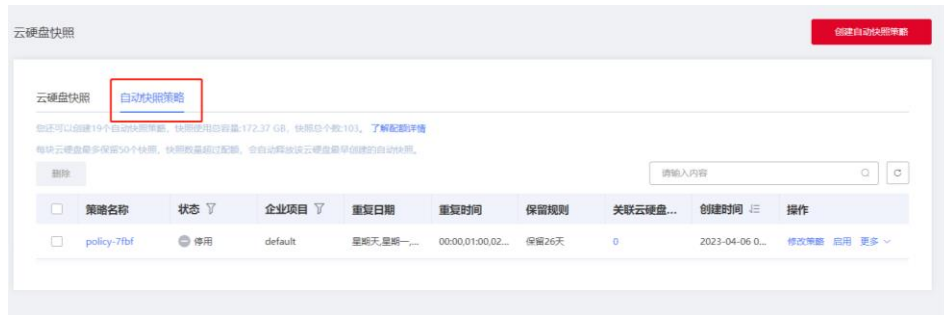 云硬盘快照
创建自动快照策略
云硬盘快照 自动快照策略
您还可以创建19个自动快照策略，快照使用总容量:172.37 GB，快照总个数:103。 了解配额详情
每块云硬盘最多保留50个快照，快照数量超过配额，会自动释放该云硬盘最早创建的自动快照。
删除
请输入内容
策略名称 状态 企业项目 重复日期 重复时间 保留规则 关联云硬盘... 创建时间 操作
policy-7fbf 停用 default 星期天,星期一,... 00:00,01:00,02... 保留26天 0 2023-04-06 0... 修改策略 启用 更多